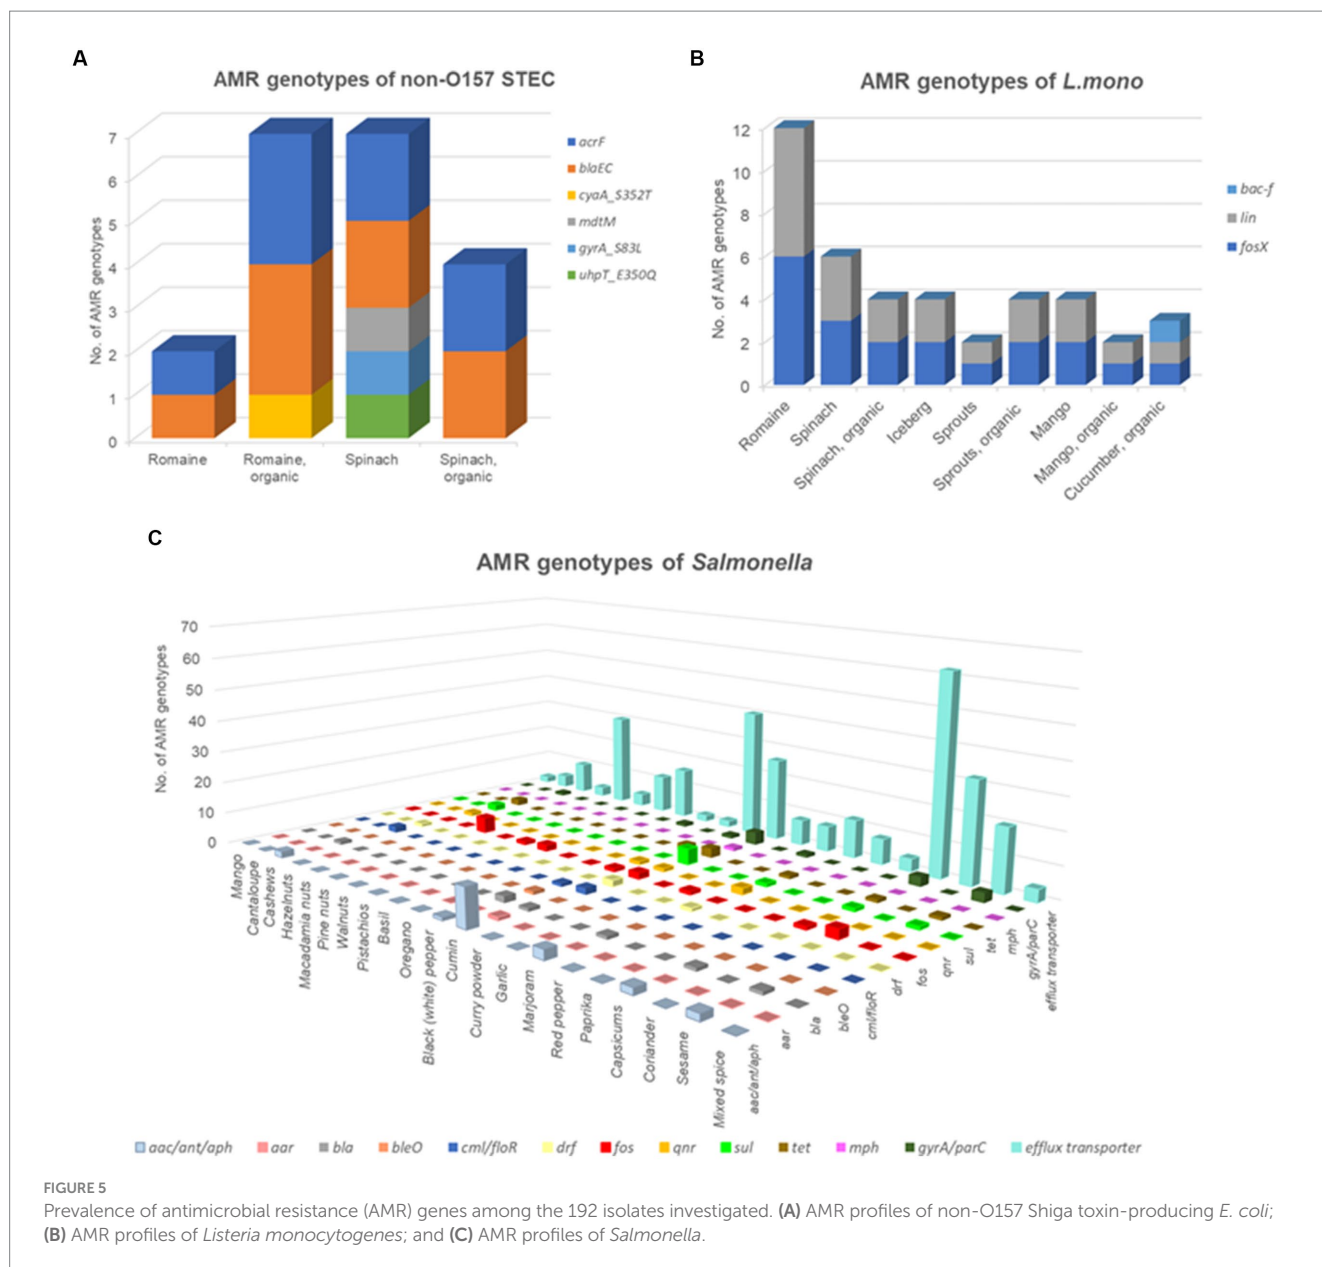 A
AMR genotypes of non-O157 STEC
No. of AMR genotypes
7
6
5
4
3
2
1
0
Romaine
Romaine, organic
Spinach
Spinach, organic
acrF
blaEC
cyaA_S352T
mdtM
gyrA_S83L
uhpT_E350Q
B
AMR genotypes of L.mono
No. of AMR genotypes
12
10
8
6
4
2
0
Romaine
Spinach
Spinach, organic
Iceberg
Sprouts
Sprouts, organic
Mango
Mango, organic
Cucumber, organic
bac-f
lin
fosX
C
AMR genotypes of Salmonella
No. of AMR genotypes
70
60
50
40
30
20
10
0
Mango
Cantaloupe
Cashews
Hazelnuts
Macadamia nuts
Pine nuts
Walnuts
Pistachios
Basil
Oregano
Black (white) pepper
Cumin
Curry powder
Garlic
Marjoram
Red pepper
Paprika
Capsicums
Coriander
Sesame
Mixed spice
aac/ant/aph
aar
bla
bleO
cml/floR
drf
fos
qnr
sul
tet
mph
gyrA/parC
efflux transporter
aac/ant/aph aar bla bleO cml/floR drf fos qnr sul tet mph gyrA/parC efflux transporter
FIGURE 5
Prevalence of antimicrobial resistance (AMR) genes among the 192 isolates investigated. (A) AMR profiles of non-O157 Shiga toxin-producing E. coli;
(B) AMR profiles of Listeria monocytogenes; and (C) AMR profiles of Salmonella.